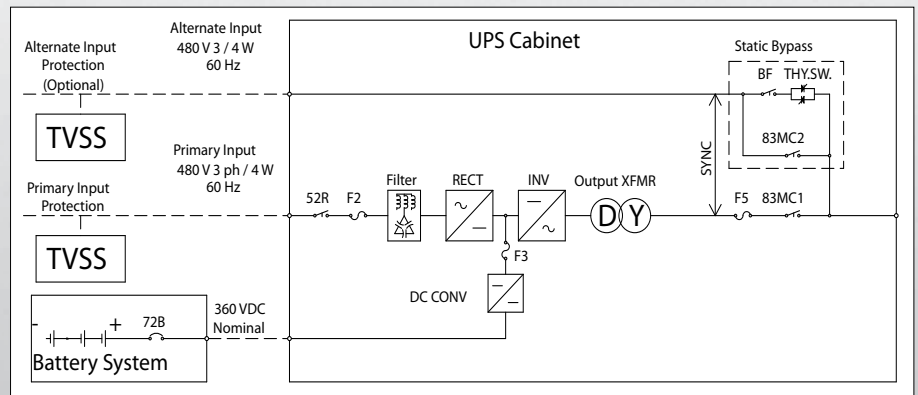 Alternate Input
Protection
(Optional)
TVSS
Alternate Input
480 V 3 / 4 W
60 Hz
UPS Cabinet
Static Bypass
BF
THY.SW.
83MC2
SYNC
Primary Input
Protection
TVSS
Primary Input
480 V 3 ph / 4 W
60 Hz
52R
F2
Filter
RECT
INV
Output XFMR
D
Y
F5
83MC1
F3
DC CONV
360 VDC
Nominal
-
+
72B
Battery System